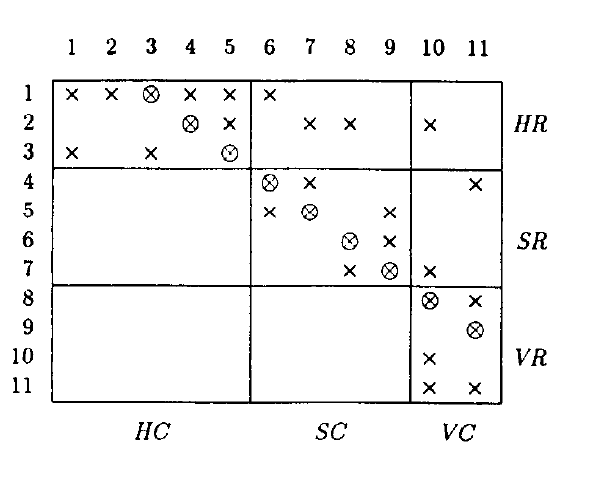 1 2 3 4 5 6 7 8 9 10 11
1 × × ⊗ × × ×
2 ⊗ × × × × HR
3 × × ⊙
4 ⊗ × ×
5 × ⊗ ×
6 ⊗ × SR
7 × ⊗ ×
8 ⊗ ×
9 ⊗
10 × VR
11 × ×
HC SC VC